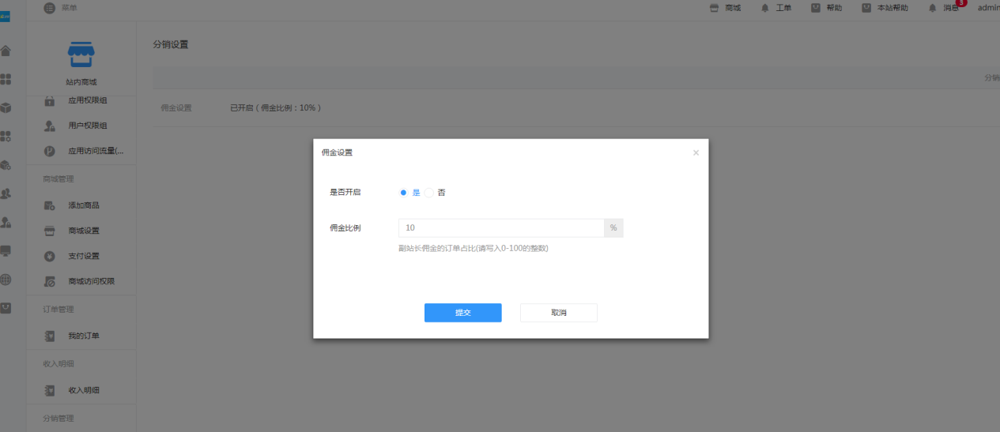 菜单
商城
工单
帮助
本站帮助
消息
3
admin
站内商城
应用权限组
用户权限组
应用访问流量(...
商城管理
添加商品
商城设置
支付设置
商城访问权限
订单管理
我的订单
收入明细
收入明细
分销管理
分销设置
分销
佣金设置
已开启 ( 佣金比例：10% )
佣金设置
×
是否开启
是
否
佣金比例
10
%
副站长佣金的订单占比(请写入0-100的整数)
提交
取消